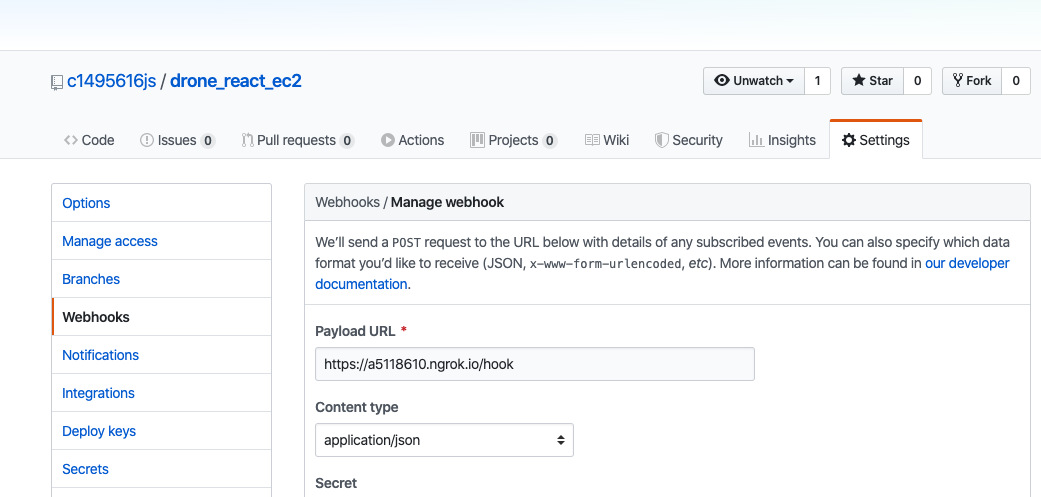 c1495616js / drone_react_ec2
Unwatch 1 Star 0 Fork 0
Code Issues 0 Pull requests 0 Actions Projects 0 Wiki Security Insights Settings
Options
Manage access
Branches
Webhooks
Notifications
Integrations
Deploy keys
Secrets
Webhooks / Manage webhook
We’ll send a POST request to the URL below with details of any subscribed events. You can also specify which data
format you’d like to receive (JSON, x-www-form-urlencoded, etc). More information can be found in our developer
documentation.
Payload URL *
https://a5118610.ngrok.io/hook
Content type
application/json
Secret